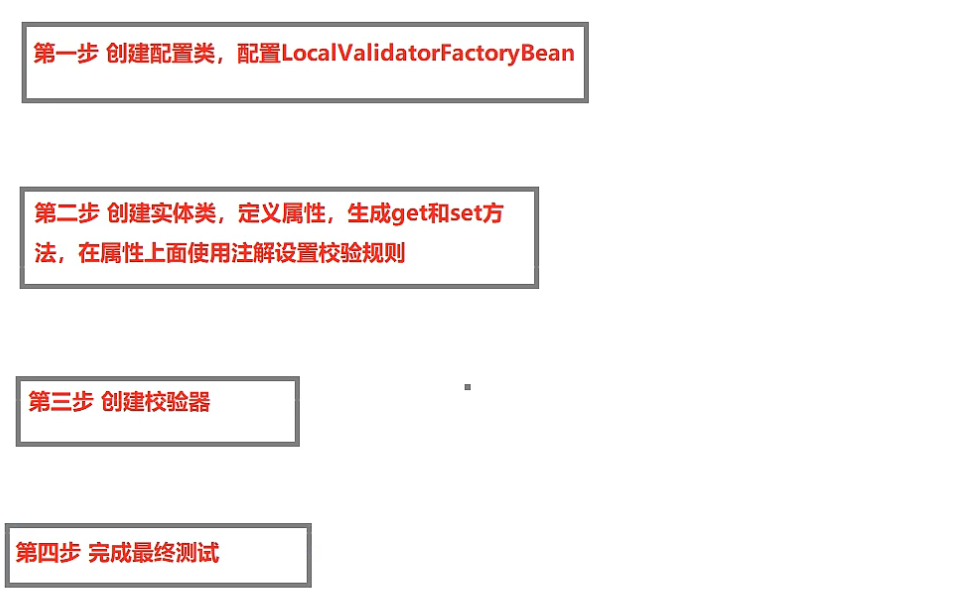 第一步 创建配置类，配置LocalValidatorFactoryBean
第二步 创建实体类，定义属性，生成get和set方
法，在属性上面使用注解设置校验规则
第三步 创建校验器
第四步 完成最终测试